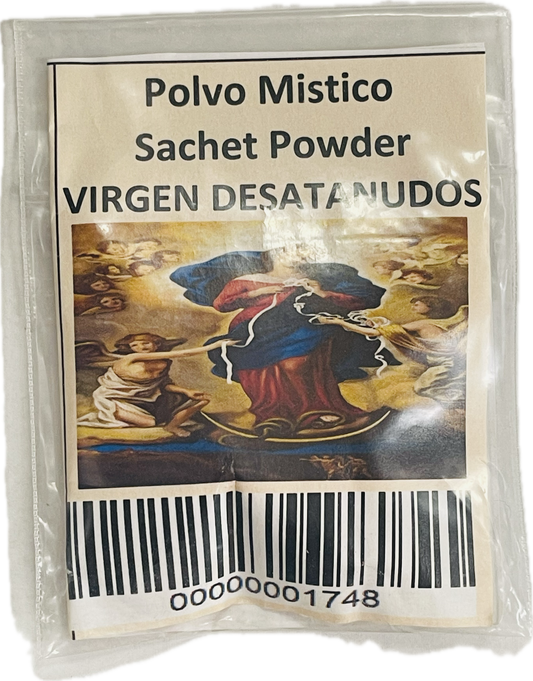 Polvo Mistico
Sachet Powder
VIRGEN DESATANUDOS
00000001748